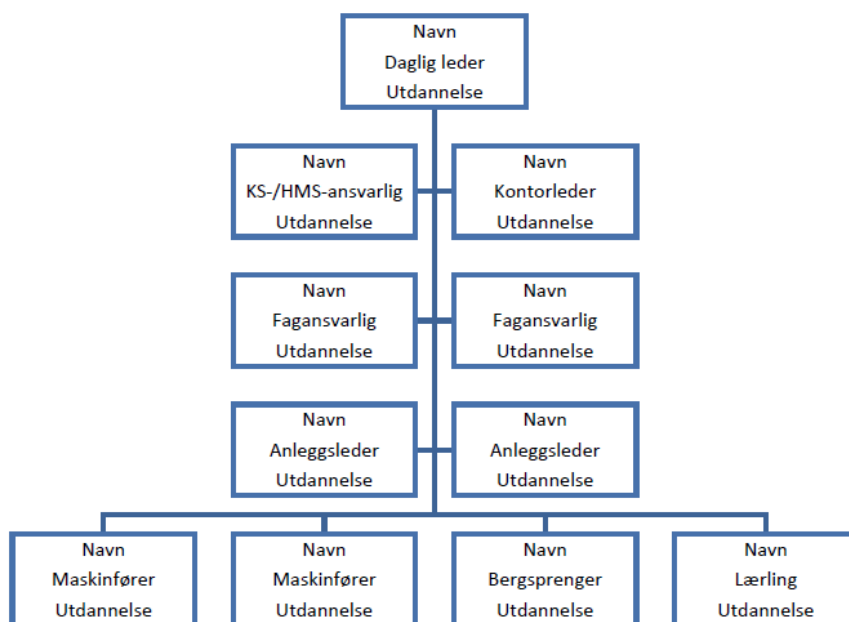 Navn
Daglig leder
Utdannelse
Navn
KS-/HMS-ansvarlig
Utdannelse
Navn
Kontorleder
Utdannelse
Navn
Fagansvarlig
Utdannelse
Navn
Fagansvarlig
Utdannelse
Navn
Anleggsleder
Utdannelse
Navn
Anleggsleder
Utdannelse
Navn
Maskinfører
Utdannelse
Navn
Maskinfører
Utdannelse
Navn
Bergsprenger
Utdannelse
Navn
Lærling
Utdannelse